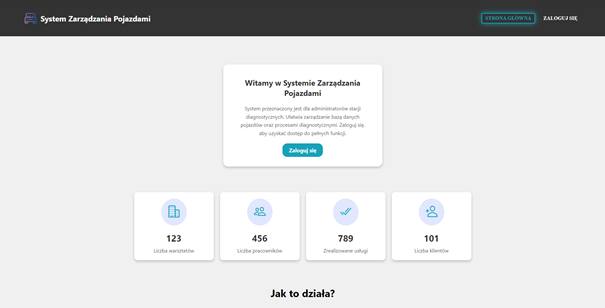 System Zarządzania Pojazdami
STRONA GŁÓWNA
ZALOGUJ SIĘ
Witamy w Systemie Zarządzania
Pojazdami
System przeznaczony jest dla administratorów stacji
diagnostycznych. Ułatwia zarządzanie bazą danych
pojazdów oraz procesami diagnostycznymi. Zaloguj się,
aby uzyskać dostęp do pełnych funkcji.
Zaloguj się
123
456
789
101
Liczba warsztatów
Liczba pracowników
Zrealizowane usługi
Liczba klientów
Jak to działa?